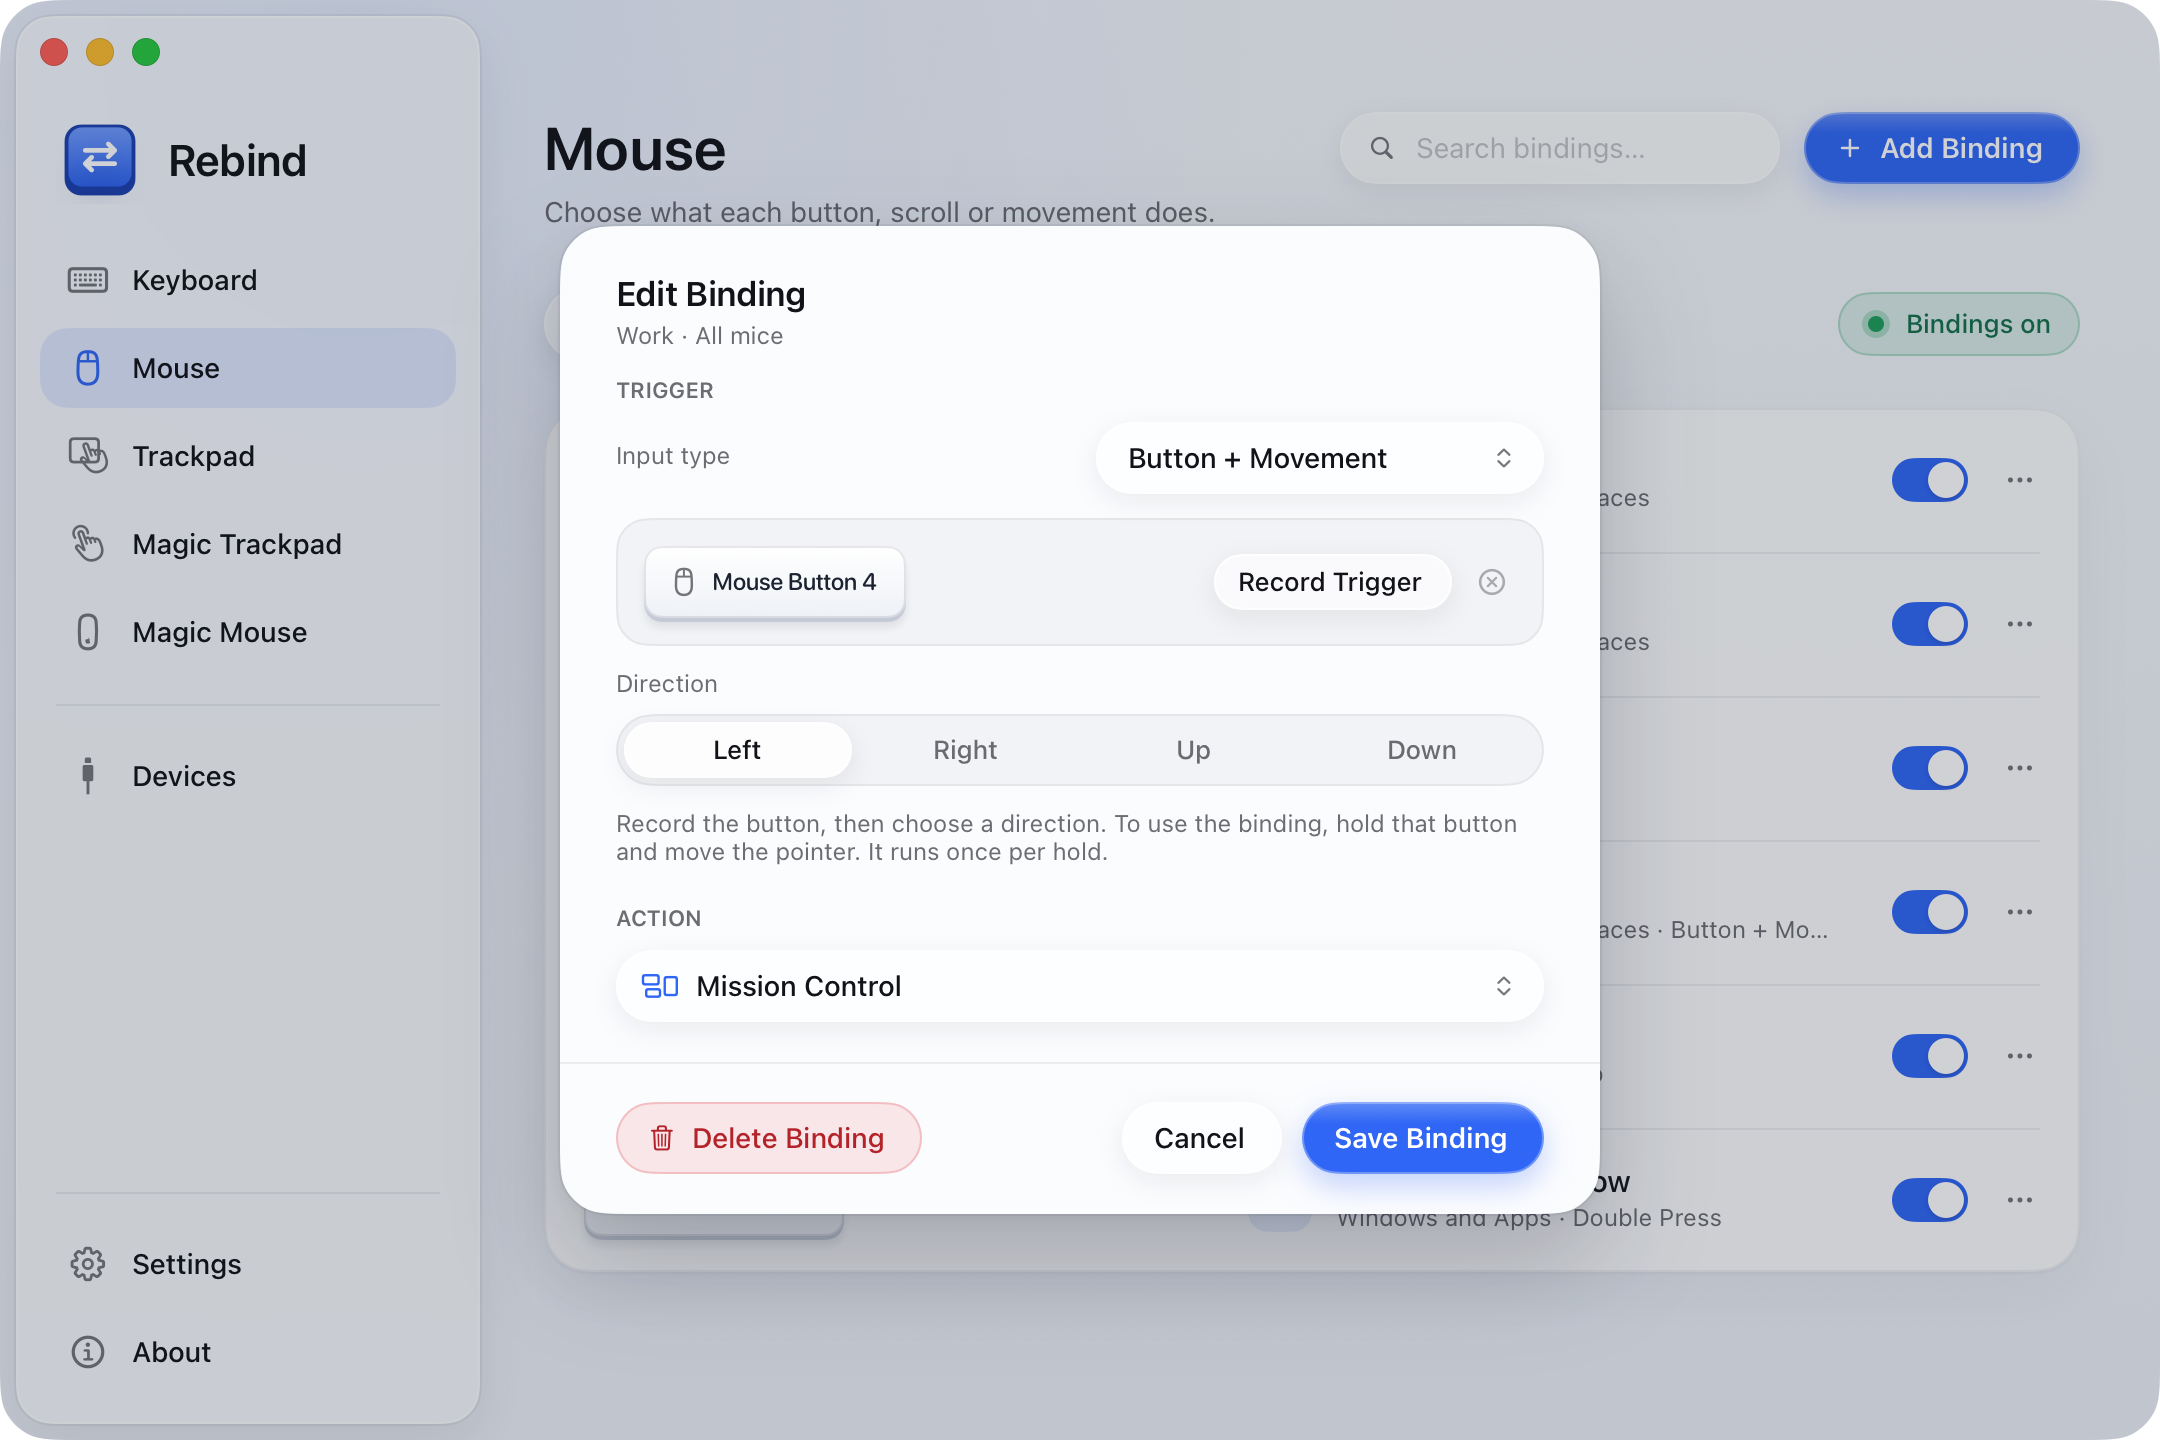 Rebind
Keyboard
Mouse
Trackpad
Magic Trackpad
Magic Mouse
Devices
Settings
About
Mouse
Choose what each button, scroll or movement does.
Search bindings...
Add Binding
Bindings on
Edit Binding
Work · All mice
TRIGGER
Input type
Button + Movement
Mouse Button 4
Record Trigger
Direction
Left
Right
Up
Down
Record the button, then choose a direction. To use the binding, hold that button
and move the pointer. It runs once per hold.
ACTION
Mission Control
Delete Binding
Cancel
Save Binding
aces
aces
aces · Button + Mo...
ow
Windows and Apps · Double Press